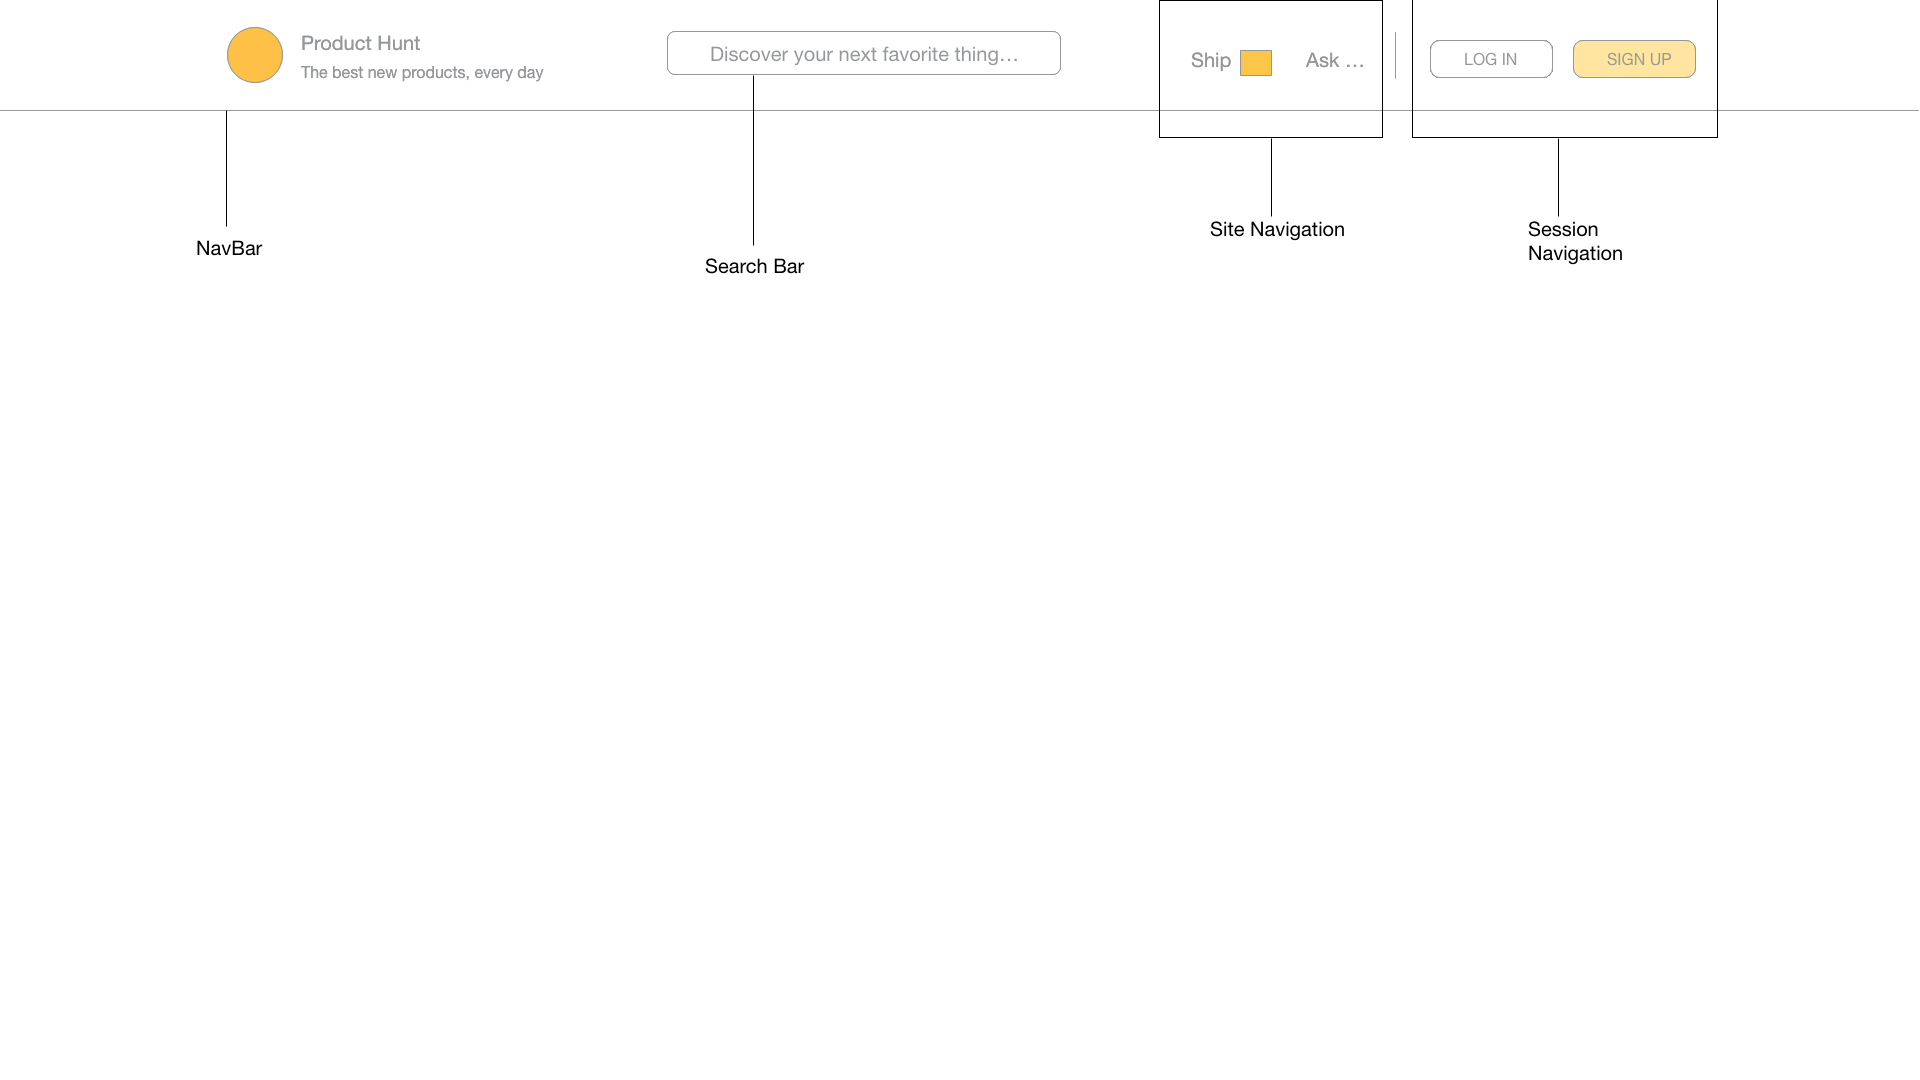 Product Hunt
The best new products, every day
Discover your next favorite thing…
Ship
Ask …
LOG IN
SIGN UP
NavBar
Search Bar
Site Navigation
Session
Navigation